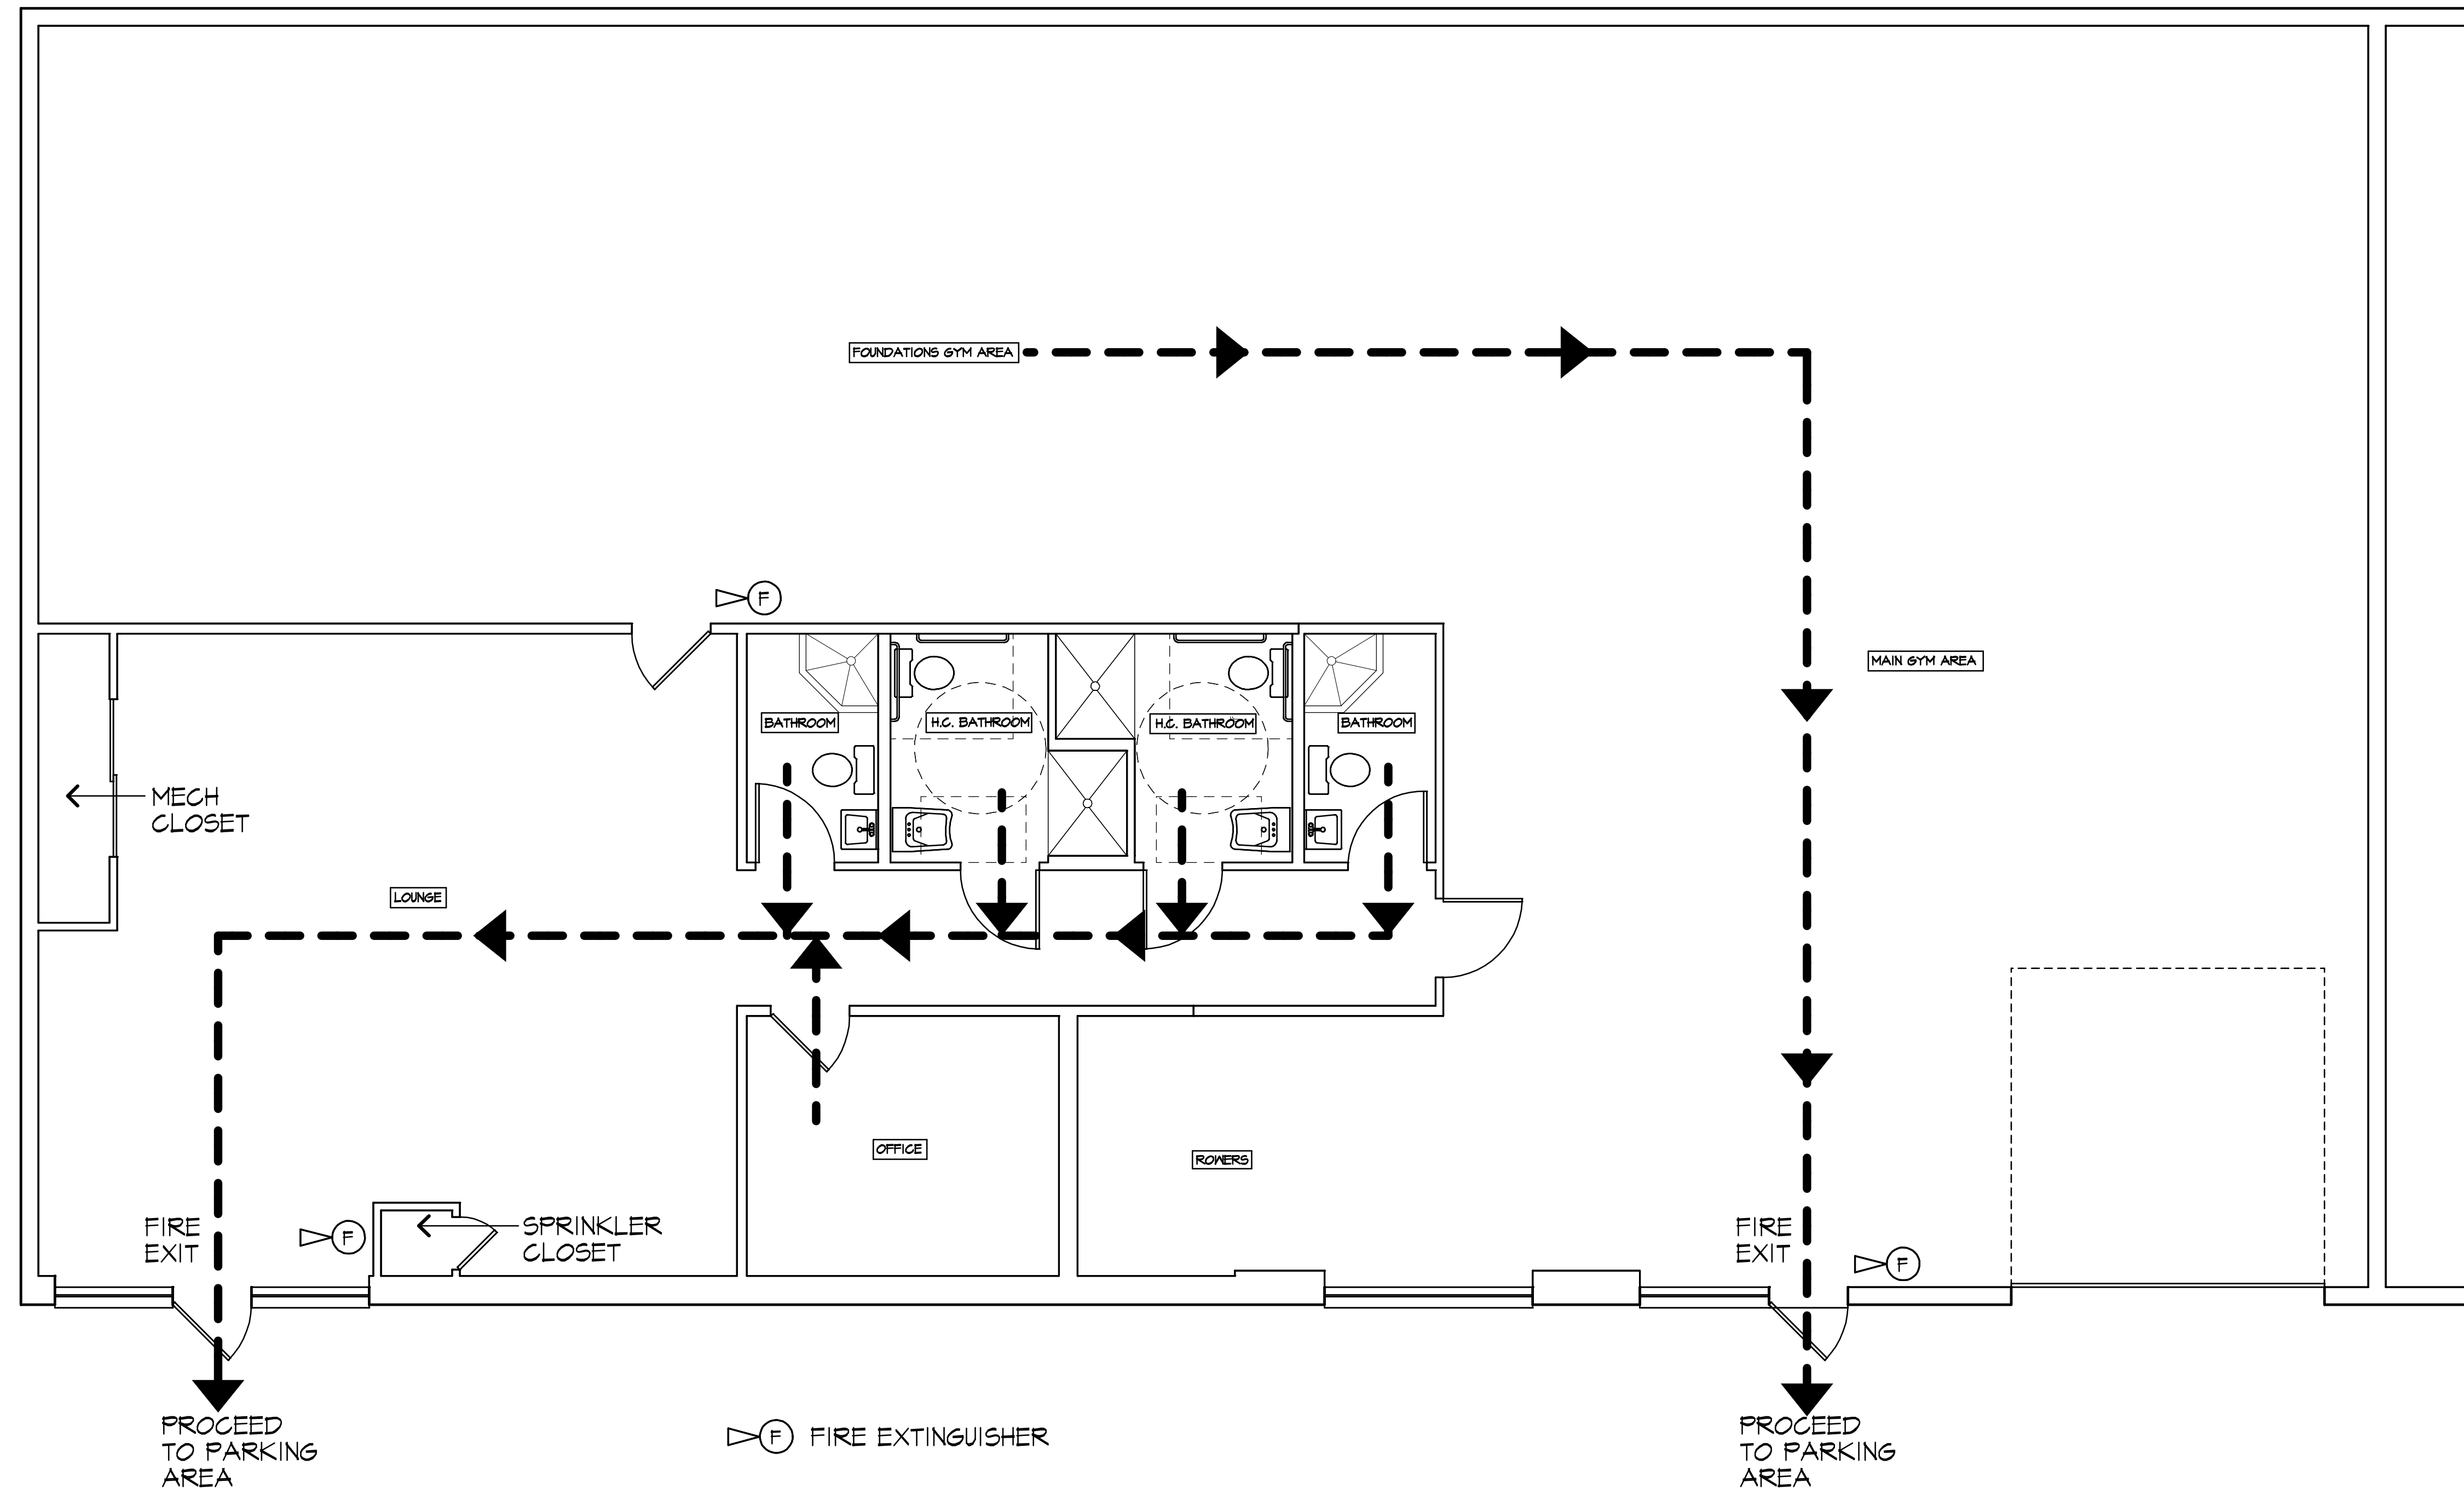 FOUNDATIONS GYM AREA
F
MAIN GYM AREA
BATHROOM
H.C. BATHROOM
H.C. BATHROOM
BATHROOM
MECH
CLOSET
LOUNGE
OFFICE
ROWERS
FIRE
EXIT
F
SPRINKLER
CLOSET
FIRE
EXIT
F
PROCEED
TO PARKING
AREA
F FIRE EXTINGUISHER
PROCEED
TO PARKING
AREA